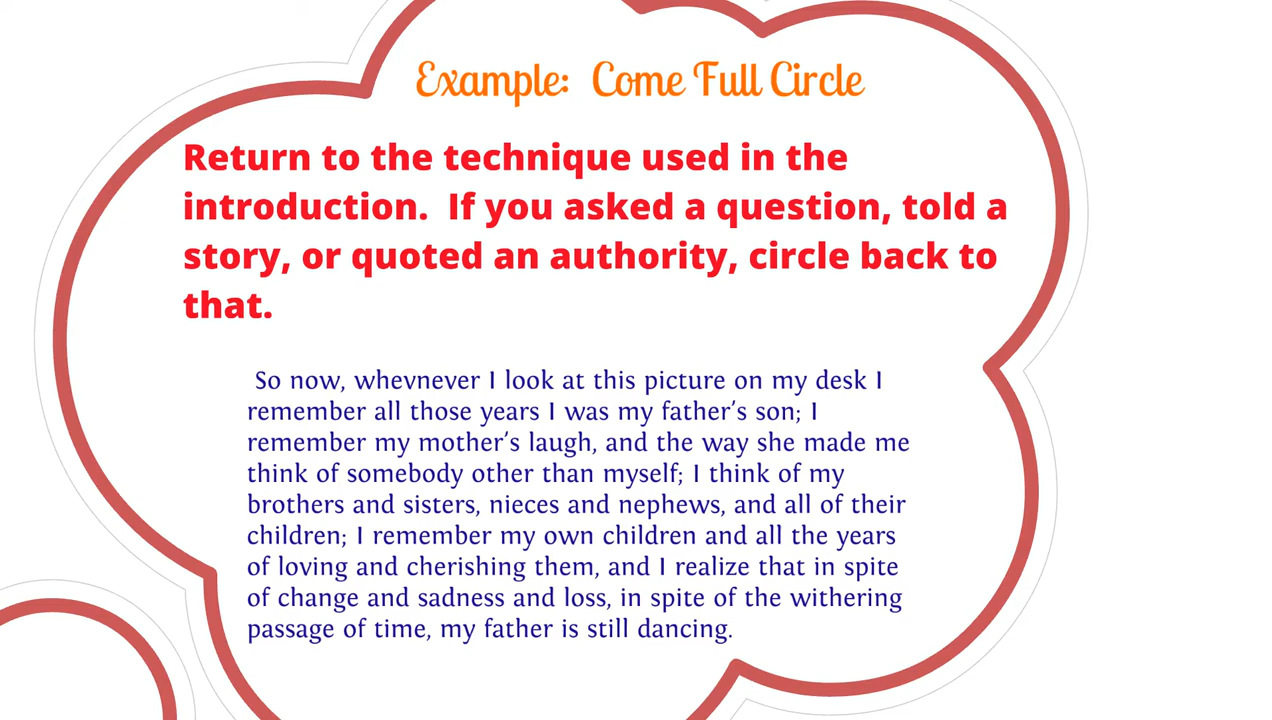 Example:  Come Full Circle
Return to the technique used in the
introduction.  If you asked a question, told a
story, or quoted an authority, circle back to
that.
So now, whevnever I look at this picture on my desk I
remember all those years I was my father's son; I
remember my mother's laugh, and the way she made me
think of somebody other than myself; I think of my
brothers and sisters, nieces and nephews, and all of their
children; I remember my own children and all the years
of loving and cherishing them, and I realize that in spite
of change and sadness and loss, in spite of the withering
passage of time, my father is still dancing.